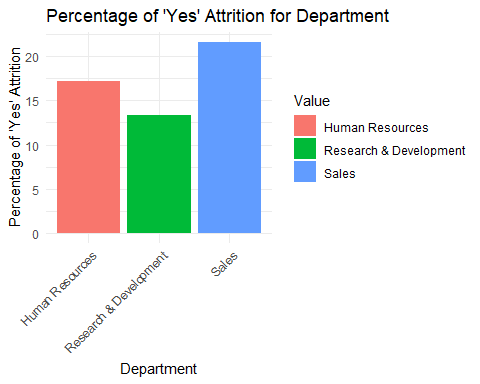 Percentage of 'Yes' Attrition for Department
Percentage of 'Yes' Attrition
20
15
10
5
0
Human Resources
Research & Development
Sales
Department
Value
Human Resources
Research & Development
Sales